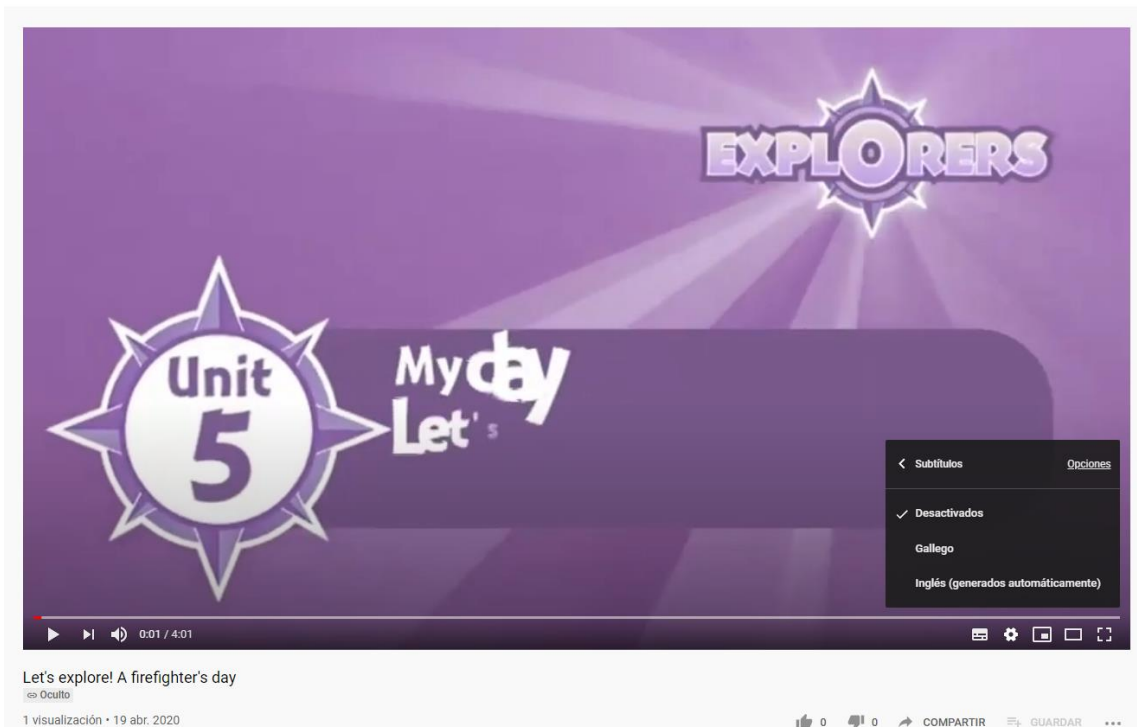 EXPLORERS
Unit
5
My day
Let's
Subtítulos Opciones
Desactivados
Gallego
Inglés (generados automáticamente)
0:01 / 4:01
Let's explore! A firefighter's day
Oculto
1 visualización • 19 abr. 2020
0 0 COMPARTIR GUARDAR